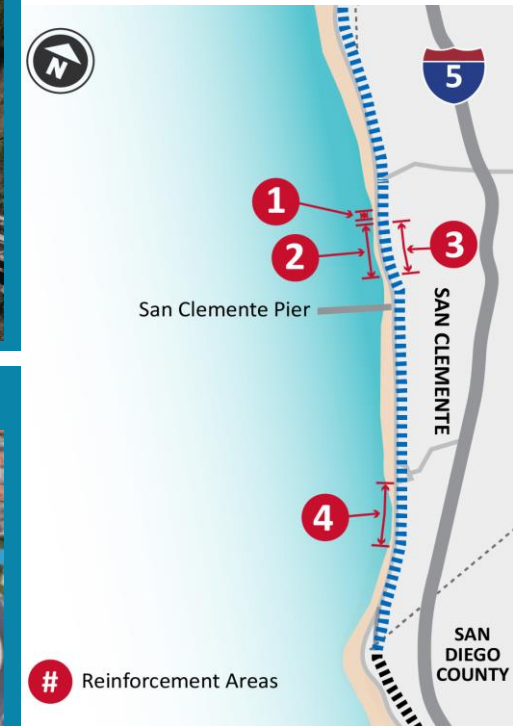 N
5
1
2
3
San Clemente Pier
SAN CLEMENTE
4
SAN
DIEGO
COUNTY
# Reinforcement Areas